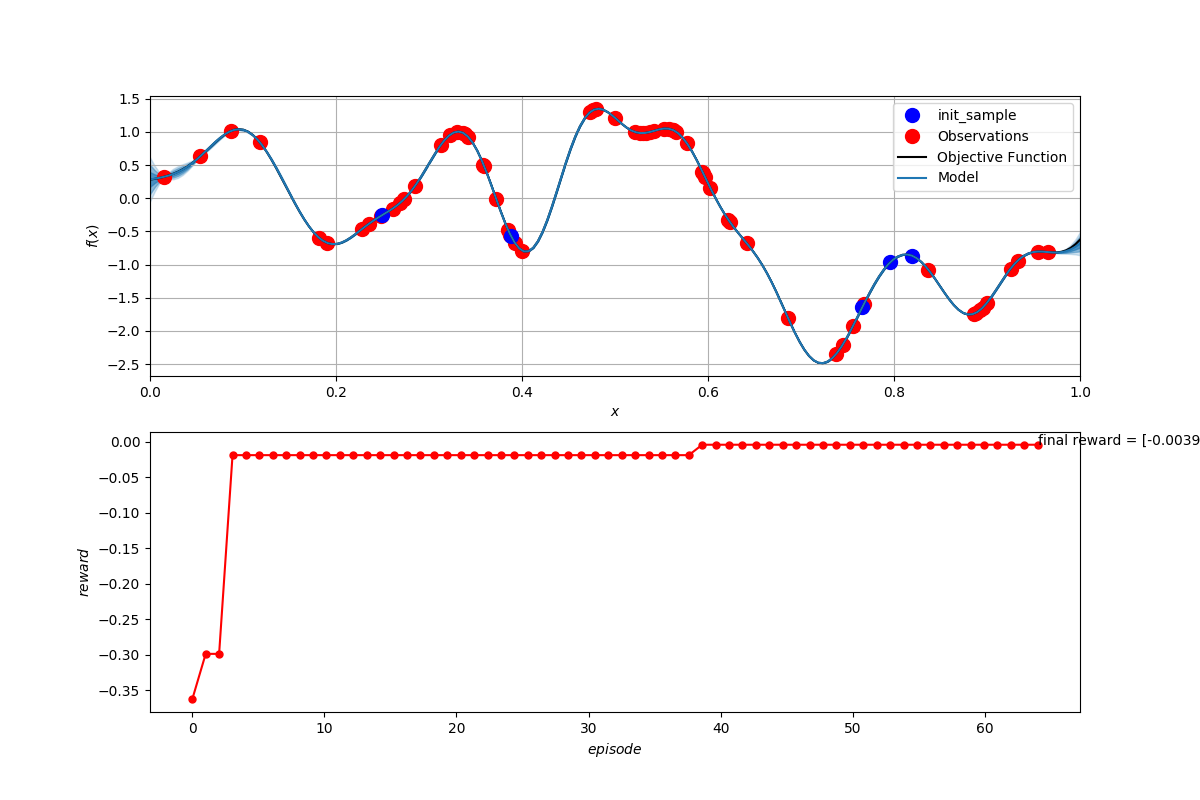 1.5
1.0
0.5
0.0
−0.5
−1.0
−1.5
−2.0
−2.5
f(x)
init_sample
Observations
Objective Function
Model
0.0 0.2 0.4 0.6 0.8 1.0
x
0.00
−0.05
−0.10
−0.15
−0.20
−0.25
−0.30
−0.35
reward
final reward = [-0.0039
0 10 20 30 40 50 60
episode